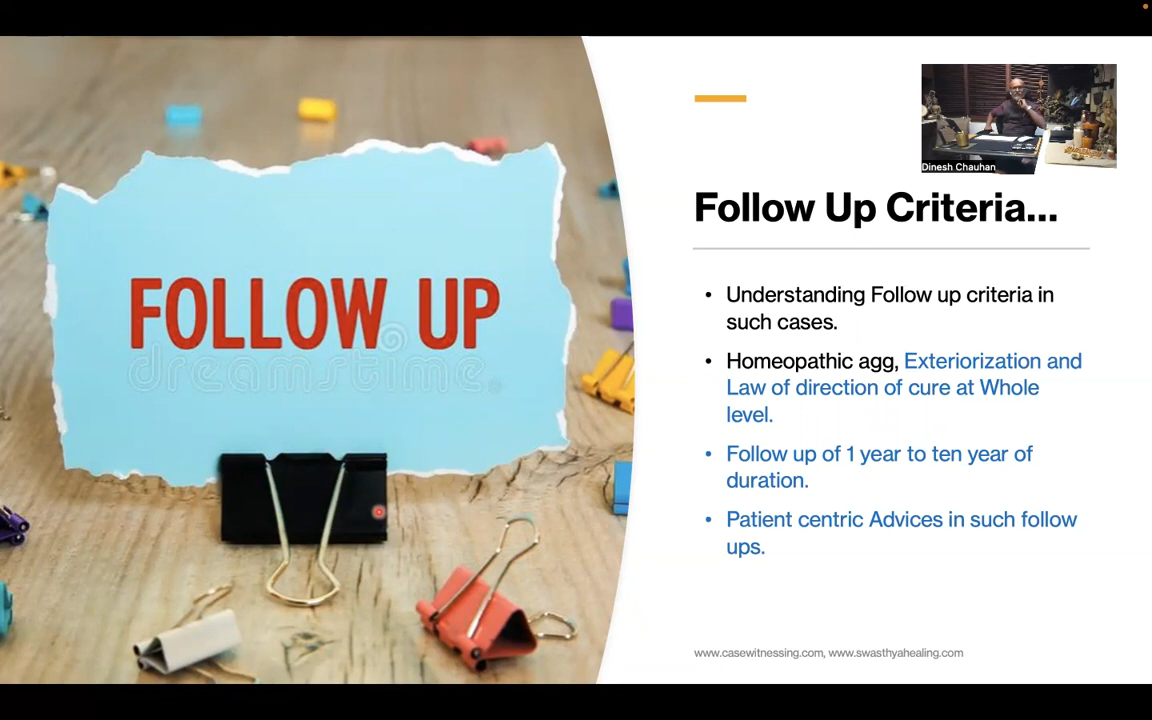 FOLLOW UP
dreamstime.
Dinesh Chauhan
Follow Up Criteria...
• Understanding Follow up criteria in
such cases.
• Homeopathic agg, Exteriorization and
Law of direction of cure at Whole
level.
• Follow up of 1 year to ten year of
duration.
• Patient centric Advices in such follow
ups.
www.casewitnessing.com, www.swasthyahealing.com